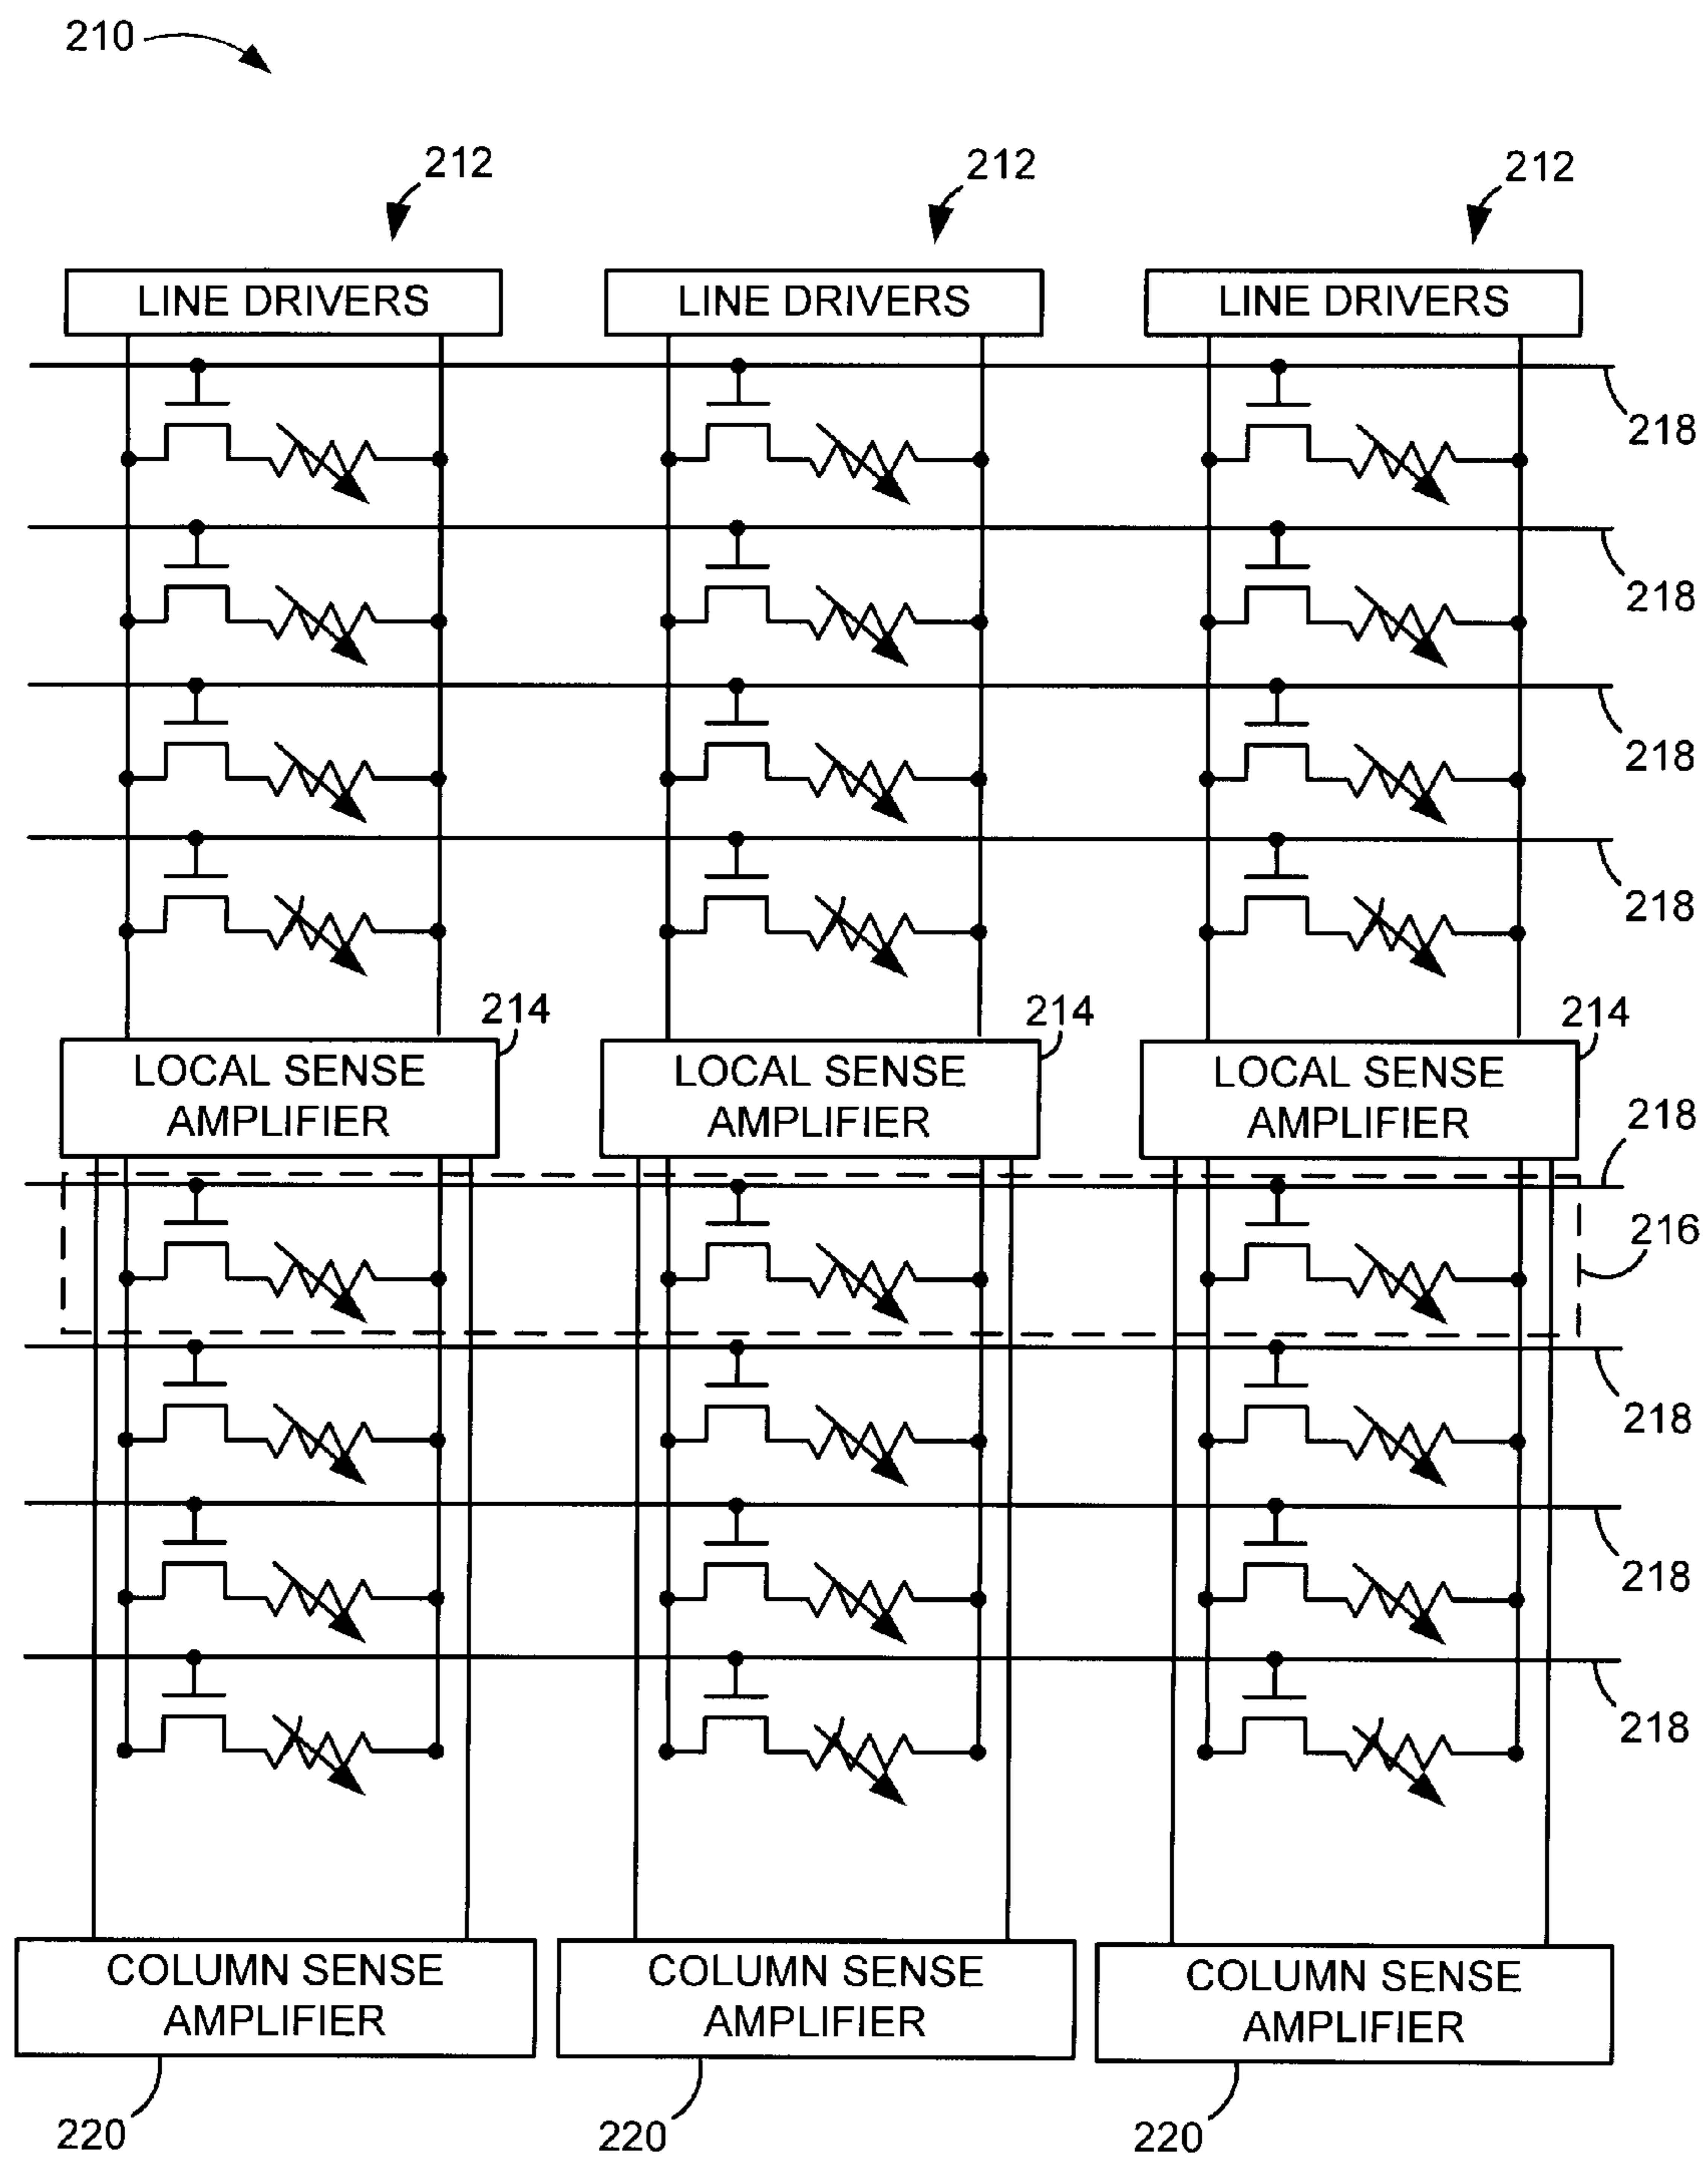 210
212 212 212
LINE DRIVERS LINE DRIVERS LINE DRIVERS
218
218
218
218
214 214 214
LOCAL SENSE AMPLIFIER LOCAL SENSE AMPLIFIER LOCAL SENSE AMPLIFIER
218
216
218
218
218
COLUMN SENSE AMPLIFIER COLUMN SENSE AMPLIFIER COLUMN SENSE AMPLIFIER
220 220 220